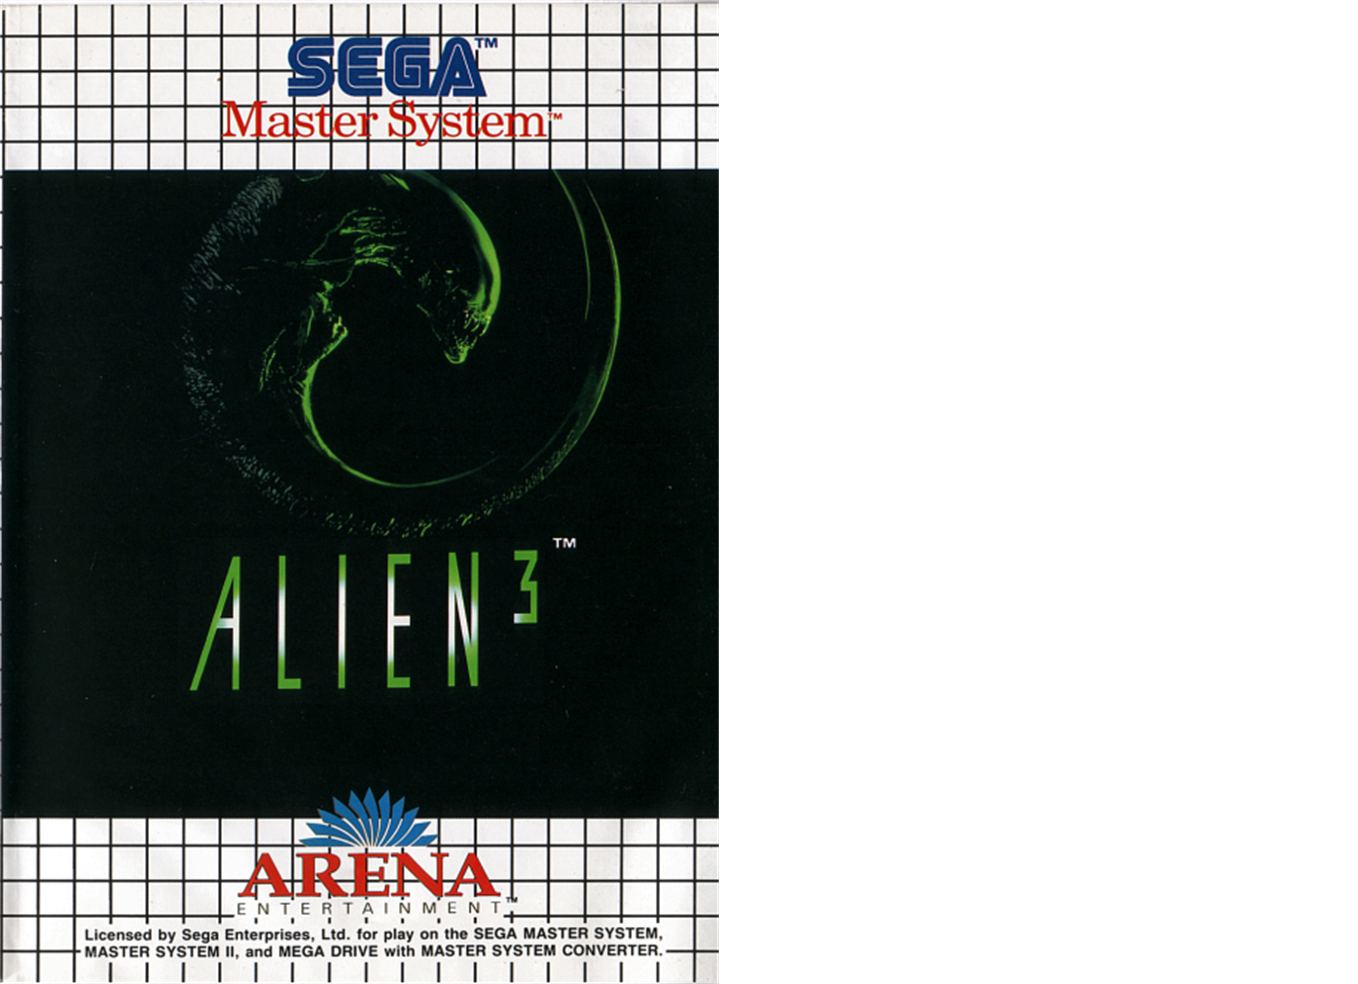 SEGA™
Master System™
ALIEN³™
ARENA
ENTERTAINMENT™
Licensed by Sega Enterprises, Ltd. for play on the SEGA MASTER SYSTEM,
MASTER SYSTEM II, and MEGA DRIVE with MASTER SYSTEM CONVERTER.